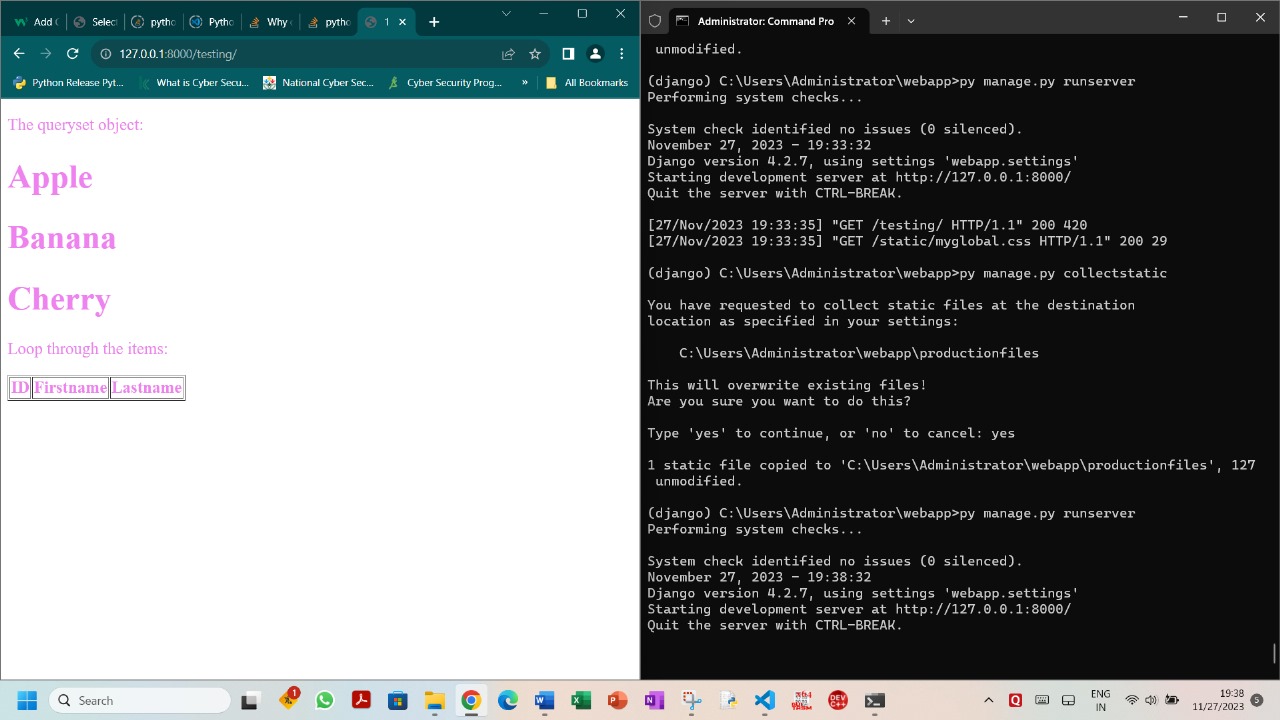 Add (
Selec
pytho
Pytho
Why
pytho
1
127.0.0.1:8000/testing/
Python Release Pyt...
What is Cyber Secu...
National Cyber Sec...
Cyber Security Prog...
»
All Bookmarks
The queryset object:
Apple
Banana
Cherry
Loop through the items:
ID Firstname Lastname
Administrator: Command Pro
unmodified.
(django) C:\Users\Administrator\webapp>py manage.py runserver
Performing system checks...
System check identified no issues (0 silenced).
November 27, 2023 - 19:33:32
Django version 4.2.7, using settings 'webapp.settings'
Starting development server at http://127.0.0.1:8000/
Quit the server with CTRL-BREAK.
[27/Nov/2023 19:33:35] "GET /testing/ HTTP/1.1" 200 420
[27/Nov/2023 19:33:35] "GET /static/myglobal.css HTTP/1.1" 200 29
(django) C:\Users\Administrator\webapp>py manage.py collectstatic
You have requested to collect static files at the destination
location as specified in your settings:
C:\Users\Administrator\webapp\productionfiles
This will overwrite existing files!
Are you sure you want to do this?
Type 'yes' to continue, or 'no' to cancel: yes
1 static file copied to 'C:\Users\Administrator\webapp\productionfiles', 127
unmodified.
(django) C:\Users\Administrator\webapp>py manage.py runserver
Performing system checks...
System check identified no issues (0 silenced).
November 27, 2023 - 19:38:32
Django version 4.2.7, using settings 'webapp.settings'
Starting development server at http://127.0.0.1:8000/
Quit the server with CTRL-BREAK.
Search
1
DEV C++
ENG
IN
19:38
11/27/2023
5